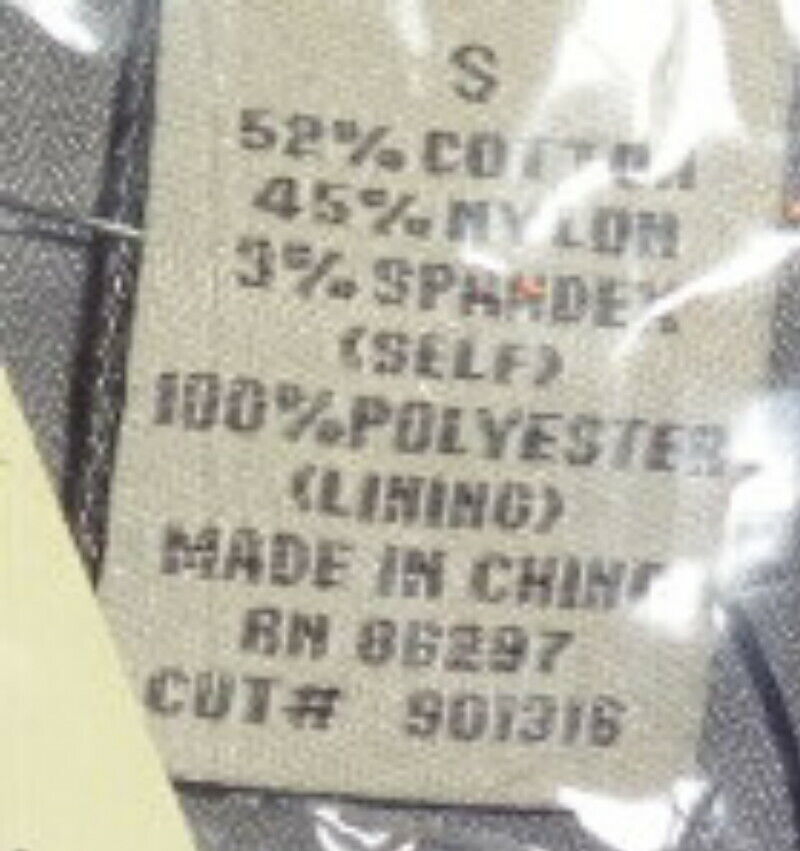 S
52% COTTON
45% NYLON
3% SPANDEX
(SELF)
100% POLYESTER
(LINING)
MADE IN CHINA
RN 86297
CUT# 901316